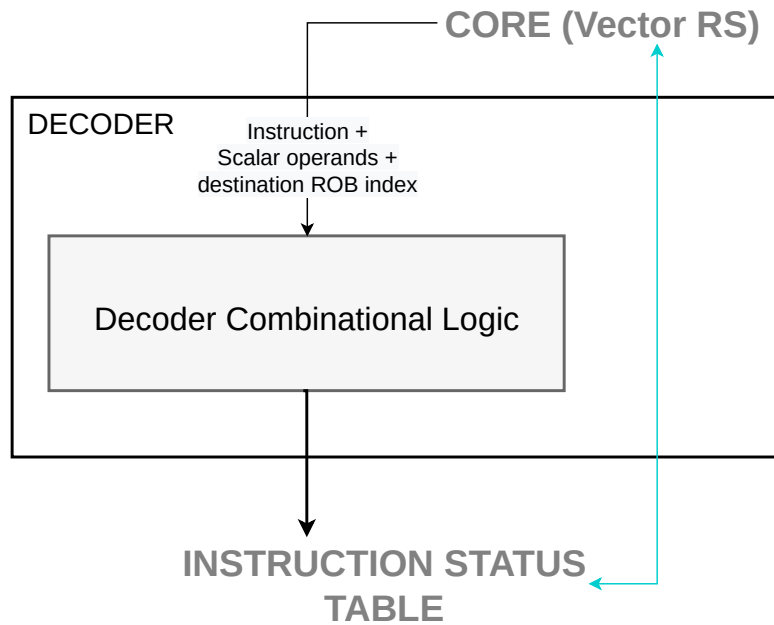 CORE (Vector RS)
DECODER
Instruction +
Scalar operands +
destination ROB index
Decoder Combinational Logic
INSTRUCTION STATUS
TABLE